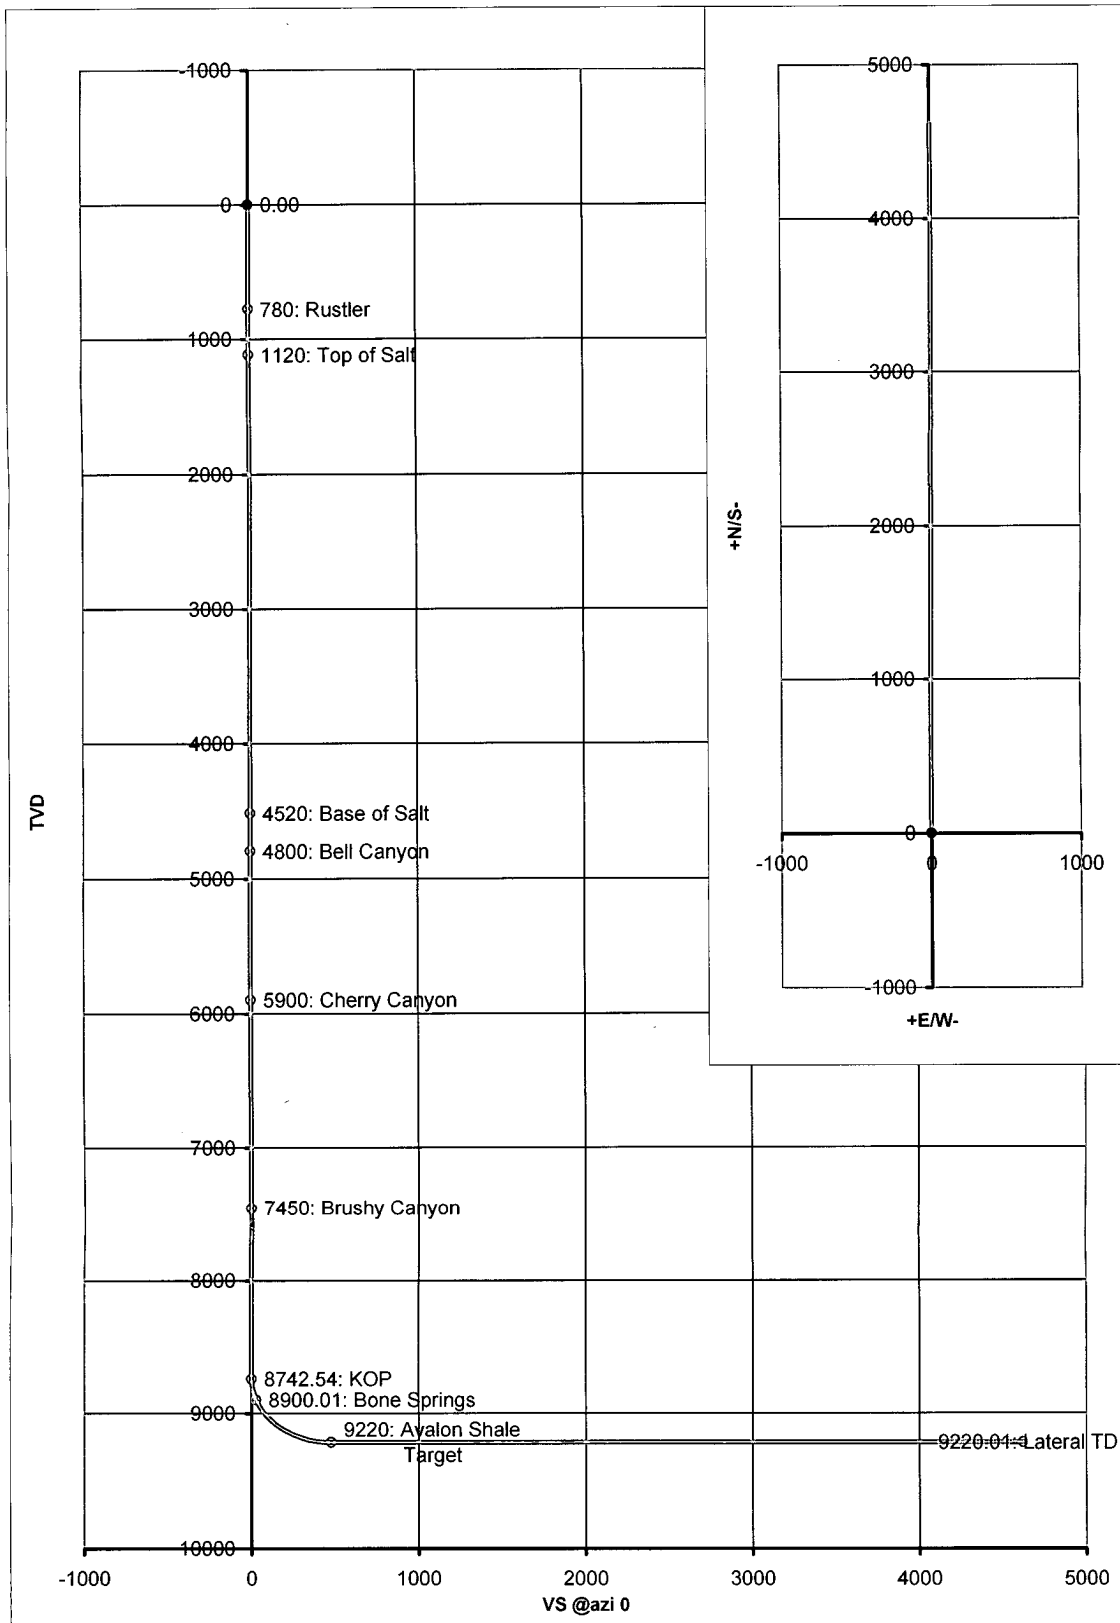 -1000
0 0.00
780: Rustler
1000
1120: Top of Salt
2000
3000
4000
4520: Base of Salt
4800: Bell Canyon
5000
5900: Cherry Canyon
6000
7000
7450: Brushy Canyon
8000
8742.54: KOP
8900.01: Bone Springs
9000
9220: Avalon Shale
Target
9220.01: Lateral TD
10000
-1000 0 1000 2000 3000 4000 5000
VS @azi 0
TVD
5000
4000
3000
2000
1000
0
-1000 0 1000
-1000
+E/W-
+N/S-